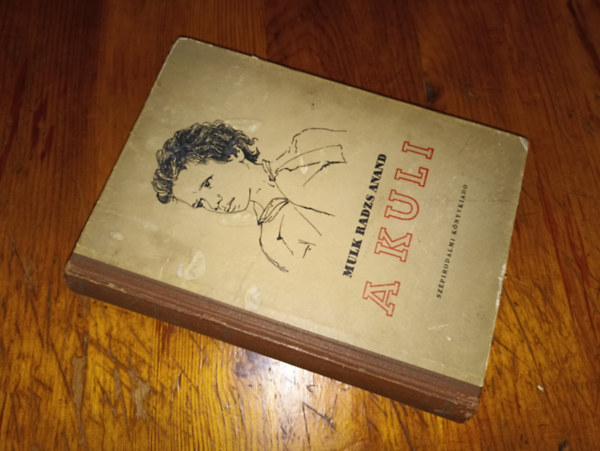 MULK RADZS ANAND
A KULI
SZÉPIRODALMI KÖNYVKIADÓ